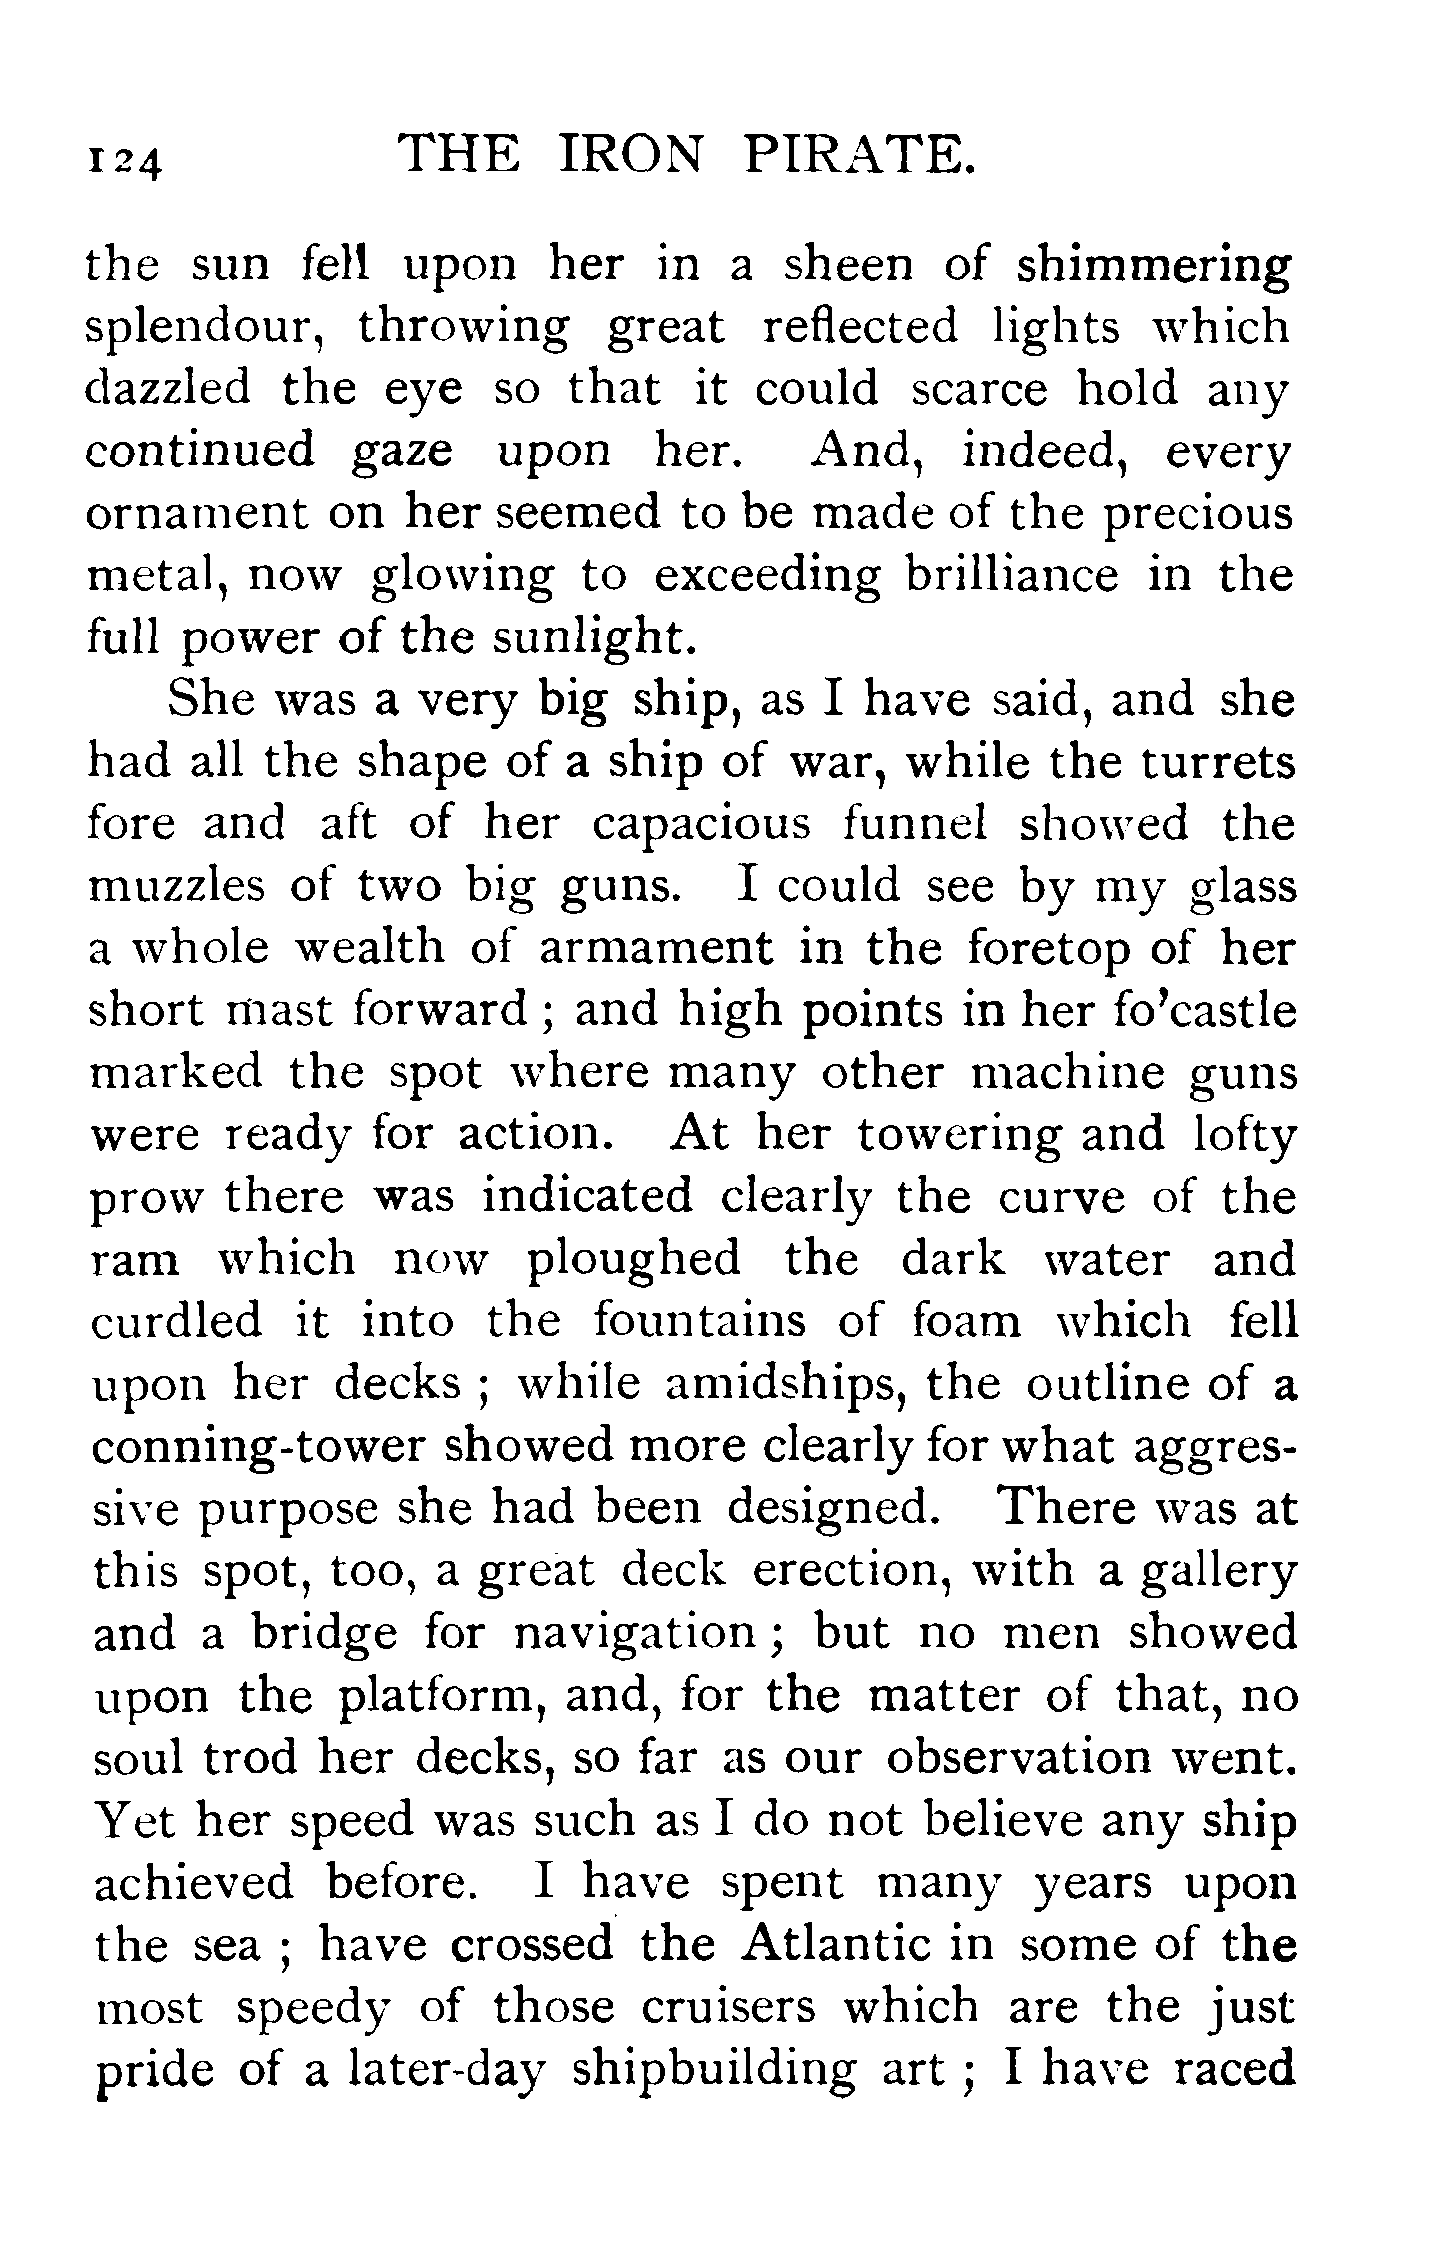 124 THE IRON PIRATE.
the sun fell upon her in a sheen of shimmering
splendour, throwing great reflected lights which
dazzled the eye so that it could scarce hold any
continued gaze upon her. And, indeed, every
ornament on her seemed to be made of the precious
metal, now glowing to exceeding brilliance in the
full power of the sunlight.
She was a very big ship, as I have said, and she
had all the shape of a ship of war, while the turrets
fore and aft of her capacious funnel showed the
muzzles of two big guns. I could see by my glass
a whole wealth of armament in the foretop of her
short mast forward ; and high points in her fo'castle
marked the spot where many other machine guns
were ready for action. At her towering and lofty
prow there was indicated clearly the curve of the
ram which now ploughed the dark water and
curdled it into the fountains of foam which fell
upon her decks ; while amidships, the outline of a
conning-tower showed more clearly for what aggres-
sive purpose she had been designed. There was at
this spot, too, a great deck erection, with a gallery
and a bridge for navigation ; but no men showed
upon the platform, and, for the matter of that, no
soul trod her decks, so far as our observation went.
Yet her speed was such as I do not believe any ship
achieved before. I have spent many years upon
the sea ; have crossed the Atlantic in some of the
most speedy of those cruisers which are the just
pride of a later-day shipbuilding art ; I have raced